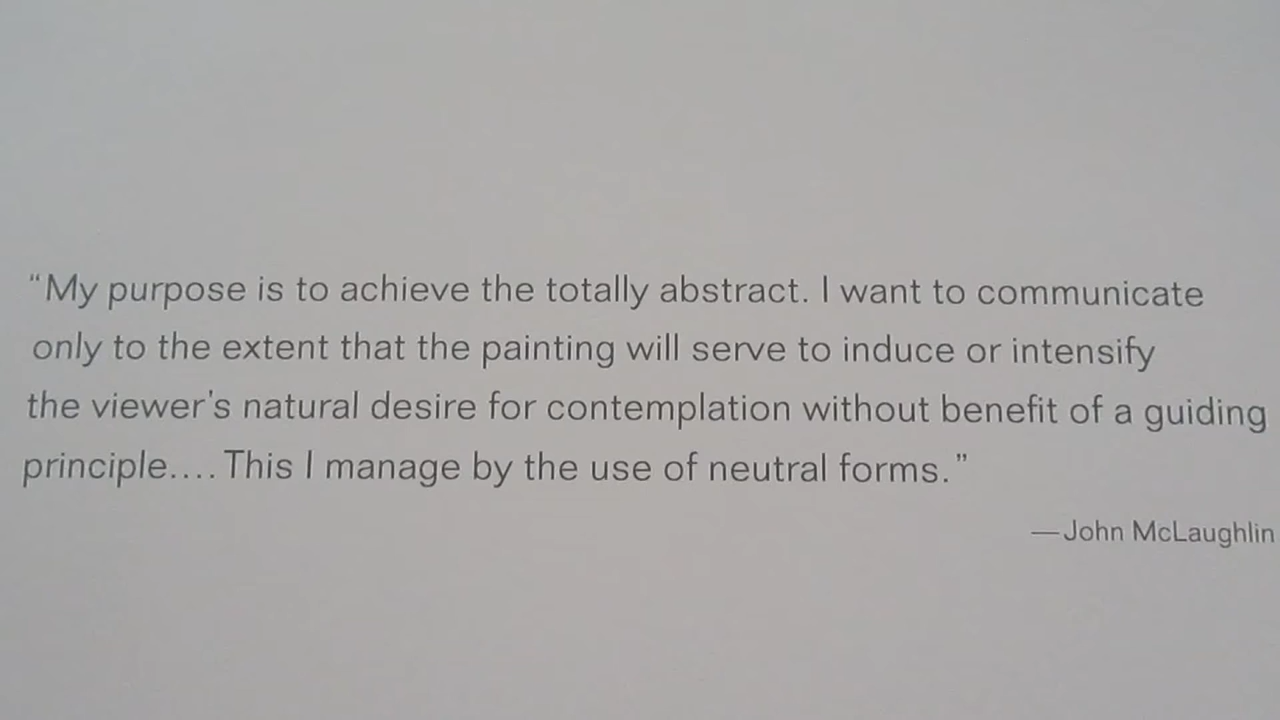 “My purpose is to achieve the totally abstract. I want to communicate
only to the extent that the painting will serve to induce or intensify
the viewer's natural desire for contemplation without benefit of a guiding
principle.... This I manage by the use of neutral forms.”
—John McLaughlin